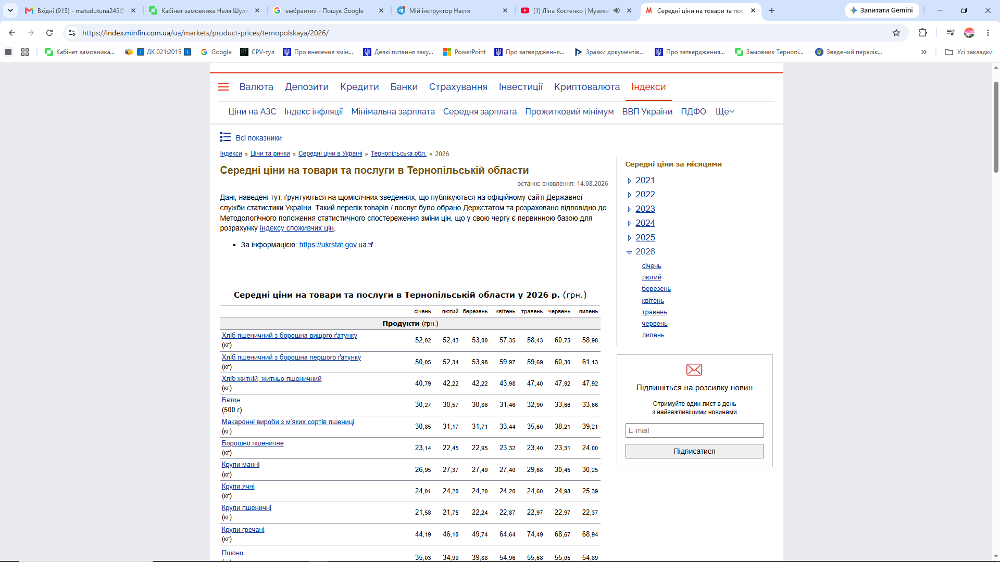 Вхідні (913) - matudutuna245@
Кабінет замовника Неля Шуля
ембрантил - Пошук Google
Мій інструктор Настя
(1) Ліна Костенко | Музика
Середні ціни на товари та пос
Запитати Gemini
https://index.minfin.com.ua/ua/markets/product-prices/ternopolskaya/2026/
Кабінет замовника...
ДК 021:2015
Google
CPV-тул
Про внесення змін...
Деякі питання заку...
PowerPoint
Про затвердження...
Зразки документів...
Про затвердження...
Замовник Тернопі...
Зведений перелік...
Усі закладки
Валюта Депозити Кредити Банки Страхування Інвестиції Криптовалюта Індекси
Ціни на АЗС Індекс інфляції Мінімальна зарплата Середня зарплата Прожитковий мінімум ВВП України ПДФО Ще
Всі показники
Індекси » Ціни та ринки » Середні ціни в Україні » Тернопільська обл. » 2026
Середні ціни на товари та послуги в Тернопільській области
останнє оновлення: 14.08.2026
Дані, наведені тут, ґрунтуються на щомісячних зведеннях, що публікуються на офіційному сайті Державної
служби статистики України. Такий перелік товарів / послуг було обрано Держстатом та розраховано відповідно до
Методологічного положення статистичного спостереження зміни цін, що у свою чергу є первинною базою для
розрахунку індексу споживчих цін.
За інформацією: https://ukrstat.gov.ua
Середні ціни на товари та послуги в Тернопільській области у 2026 р. (грн.)
січень лютий березень квітень травень червень липень
Продукти (грн.)
Хліб пшеничний з борошна вищого ґатунку
(кг)
52,02 52,43 53,00 57,35 58,43 60,75 58,98
Хліб пшеничний з борошна першого ґатунку
(кг)
50,05 52,34 53,98 59,97 59,69 60,30 61,13
Хліб житній, житньо-пшеничний
(кг)
40,79 42,22 42,22 43,98 47,40 47,92 47,92
Батон
(500 г)
30,27 30,57 30,86 31,46 32,90 33,66 33,66
Макаронні вироби з м'яких сортів пшениці
(кг)
30,85 31,17 31,71 33,44 35,60 38,21 39,21
Борошно пшеничне
(кг)
23,14 22,45 22,95 23,32 23,40 23,31 24,00
Крупи манні
(кг)
26,95 27,37 27,49 27,40 29,68 30,45 30,25
Крупи ячні
(кг)
24,01 24,20 24,20 24,20 24,60 24,98 25,39
Крупи пшеничні
(кг)
21,58 21,75 22,24 22,87 22,97 22,97 22,37
Крупи гречані
(кг)
44,19 46,10 49,74 64,64 74,49 68,67 68,94
Пшоно
35,03 34,99 39,88 54,96 55,68 55,05 54,89
Середні ціни за місяцями
2021
2022
2023
2024
2025
2026
січень
лютий
березень
квітень
травень
червень
липень
Підпишіться на розсилку новин
Отримуйте один лист в день
з найважливішими новинами
E-mail
Підписатися